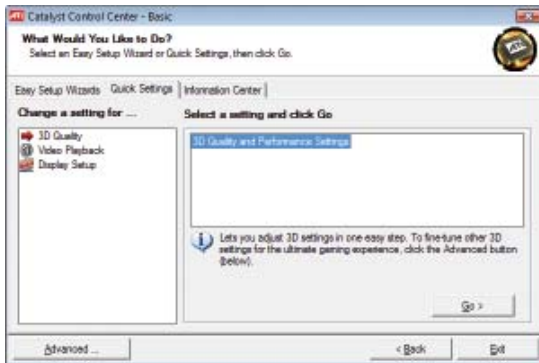 ATI Catalyst Control Center - Basic
What Would You Like to Do?
Select an Easy Setup Wizard or Quick Settings, then click Go.
ATI
Easy Setup Wizards Quick Settings Information Center
Change a setting for ...
3D Quality
Video Playback
Display Setup
Select a setting and click Go
3D Quality and Performance Settings
Lets you adjust 3D settings in one easy step. To fine-tune other 3D
settings for the ultimate gaming experience, click the Advanced button
(below).
Go >
Advanced ...
< Back
Exit